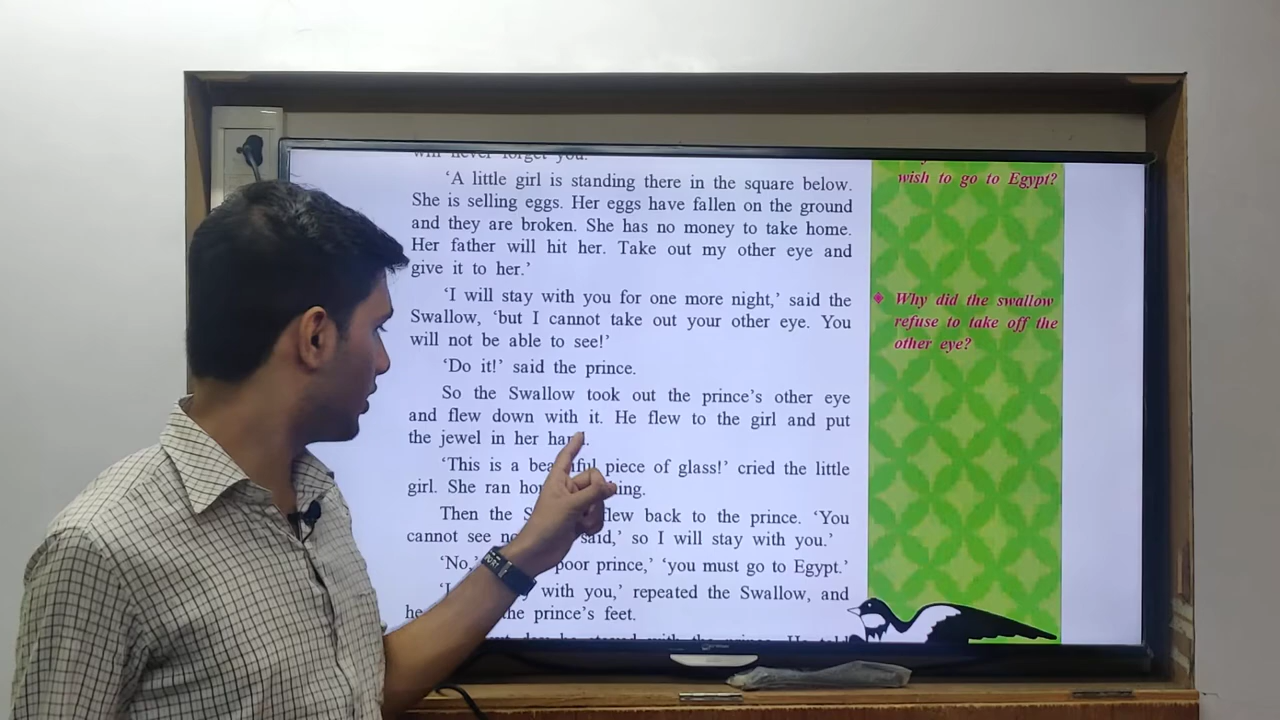 will never forget you.
‘A little girl is standing there in the square below.
She is selling eggs. Her eggs have fallen on the ground
and they are broken. She has no money to take home.
Her father will hit her. Take out my other eye and
give it to her.’
‘I will stay with you for one more night,’ said the
Swallow, ‘but I cannot take out your other eye. You
will not be able to see!’
‘Do it!’ said the prince.
So the Swallow took out the prince’s other eye
and flew down with it. He flew to the girl and put
the jewel in her hand.
‘This is a beautiful piece of glass!’ cried the little
girl. She ran
Then the flew back to the prince. ‘You
cannot see said,’ so I will stay with you.’
‘No,’ poor prince,’ ‘you must go to Egypt.’
with you,’ repeated the Swallow, and
he the prince’s feet.
wish to go to Egypt?
Why did the swallow
refuse to take off the
other eye?